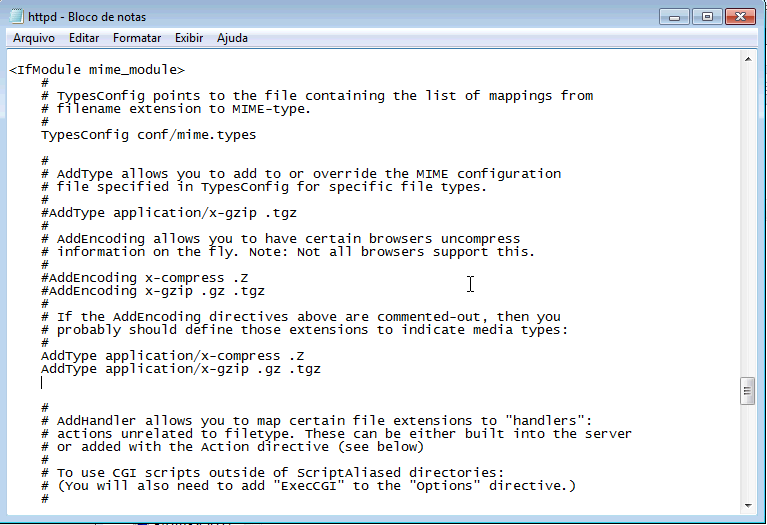 httpd - Bloco de notas
Arquivo Editar Formatar Exibir Ajuda
<IfModule mime_module>
    #
    # TypesConfig points to the file containing the list of mappings from
    # filename extension to MIME-type.
    #
    TypesConfig conf/mime.types

    #
    # AddType allows you to add to or override the MIME configuration
    # file specified in TypesConfig for specific file types.
    #
    #AddType application/x-gzip .tgz
    #
    # AddEncoding allows you to have certain browsers uncompress
    # information on the fly. Note: Not all browsers support this.
    #
    #AddEncoding x-compress .Z
    #AddEncoding x-gzip .gz .tgz
    #
    # If the AddEncoding directives above are commented-out, then you
    # probably should define those extensions to indicate media types:
    #
    AddType application/x-compress .Z
    AddType application/x-gzip .gz .tgz

    #
    # AddHandler allows you to map certain file extensions to "handlers":
    # actions unrelated to filetype. These can be either built into the server
    # or added with the Action directive (see below)
    #
    # To use CGI scripts outside of ScriptAliased directories:
    # (You will also need to add "ExecCGI" to the "Options" directive.)
    #